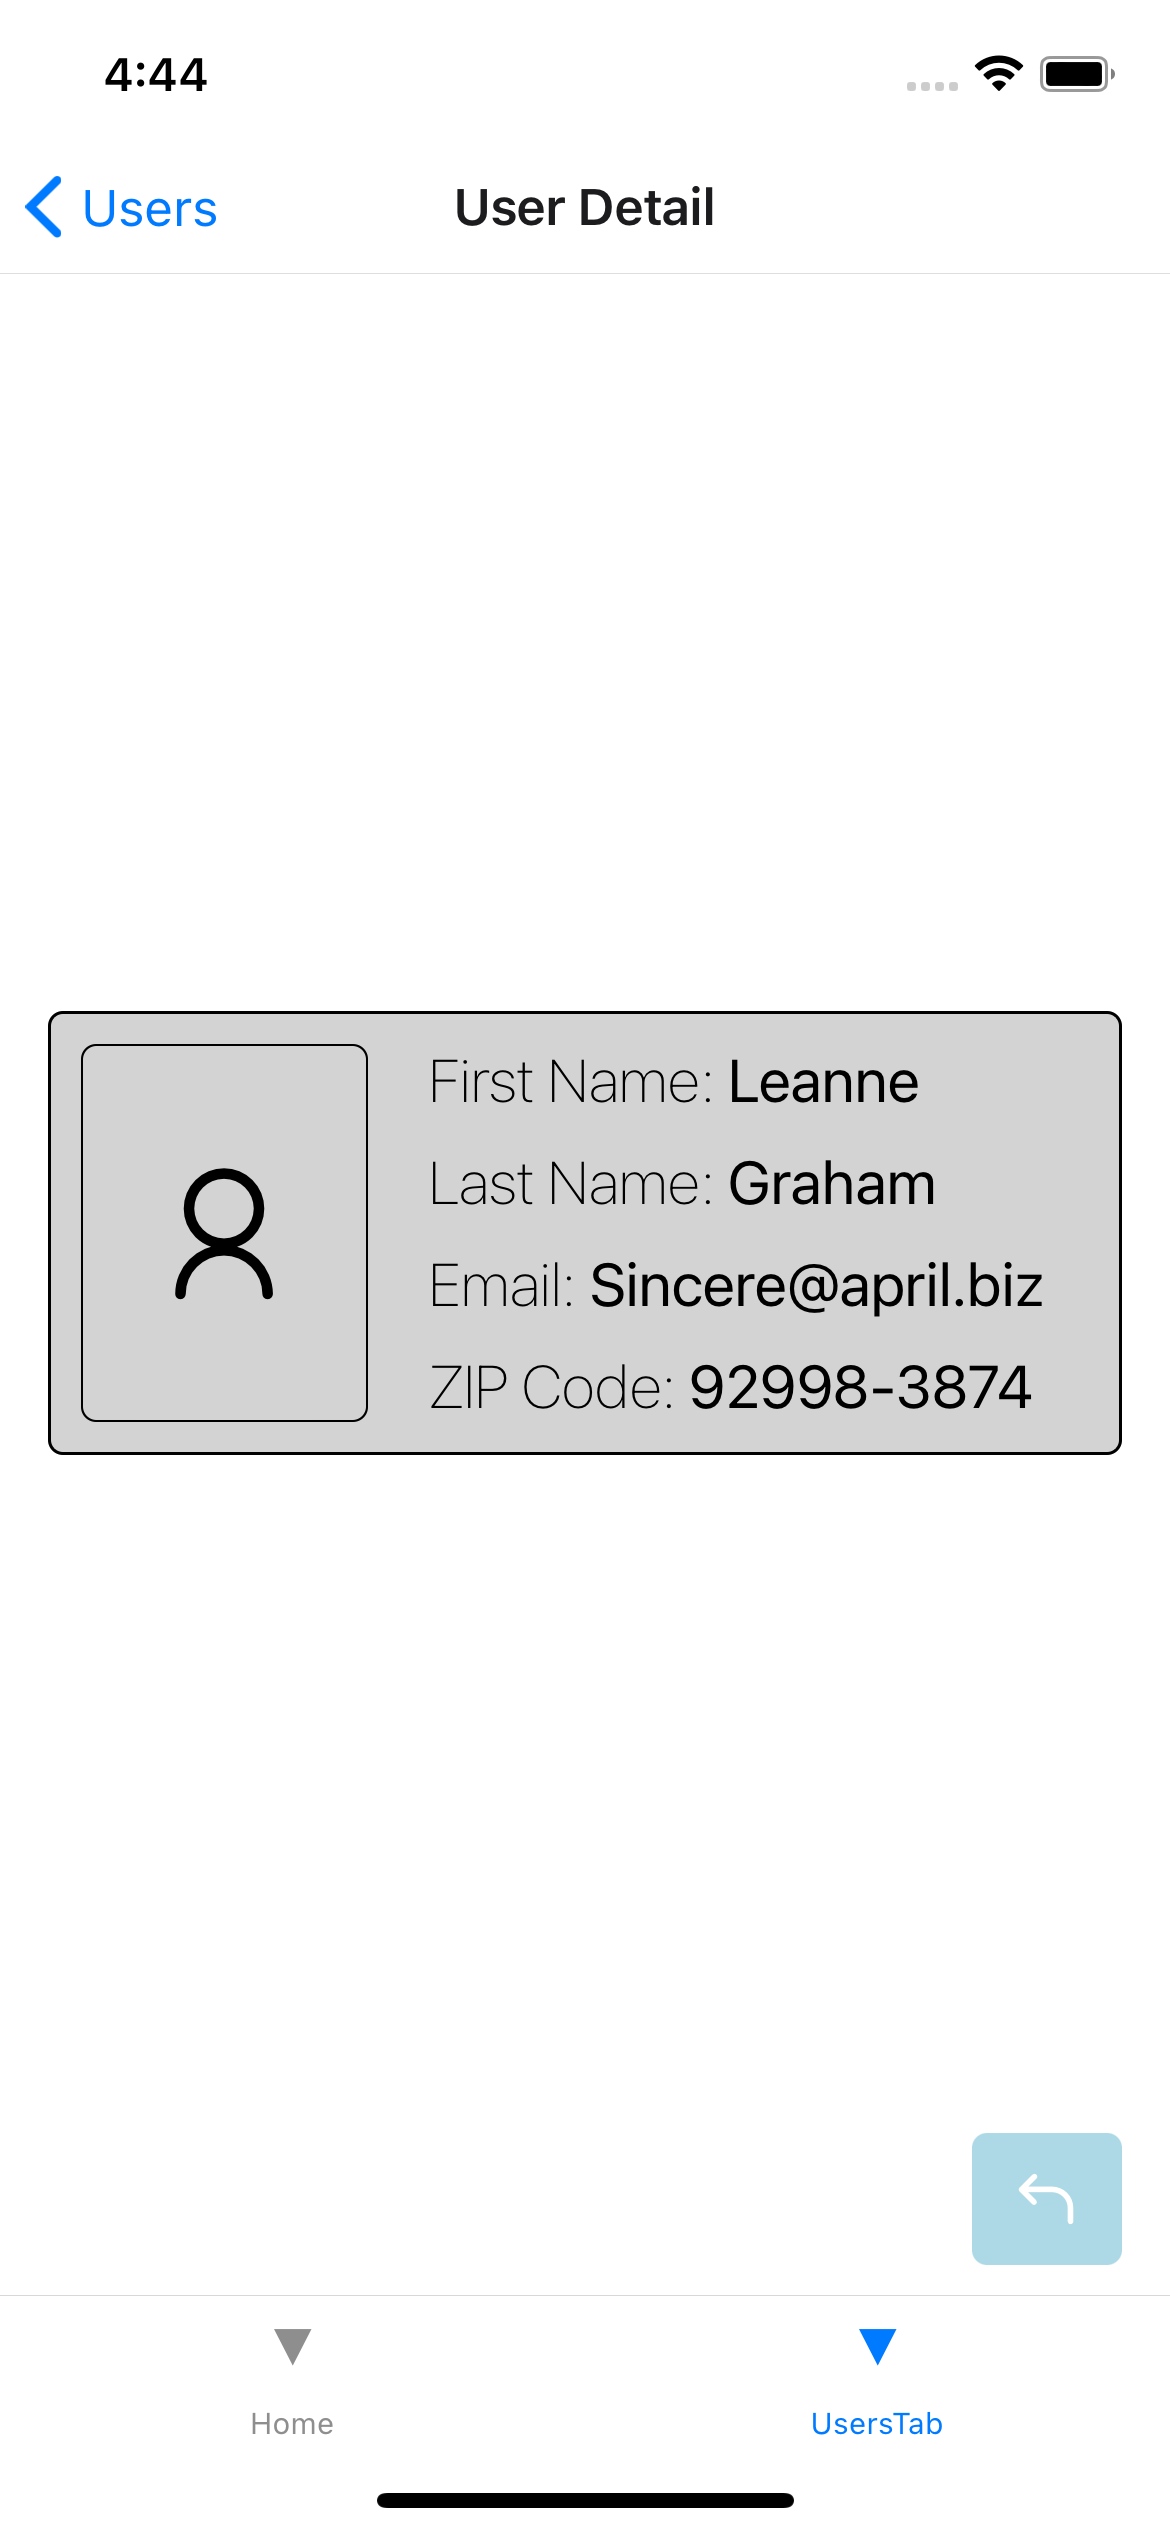 4:44
Users
User Detail
First Name: Leanne
Last Name: Graham
Email: Sincere@april.biz
ZIP Code: 92998-3874
Home
UsersTab